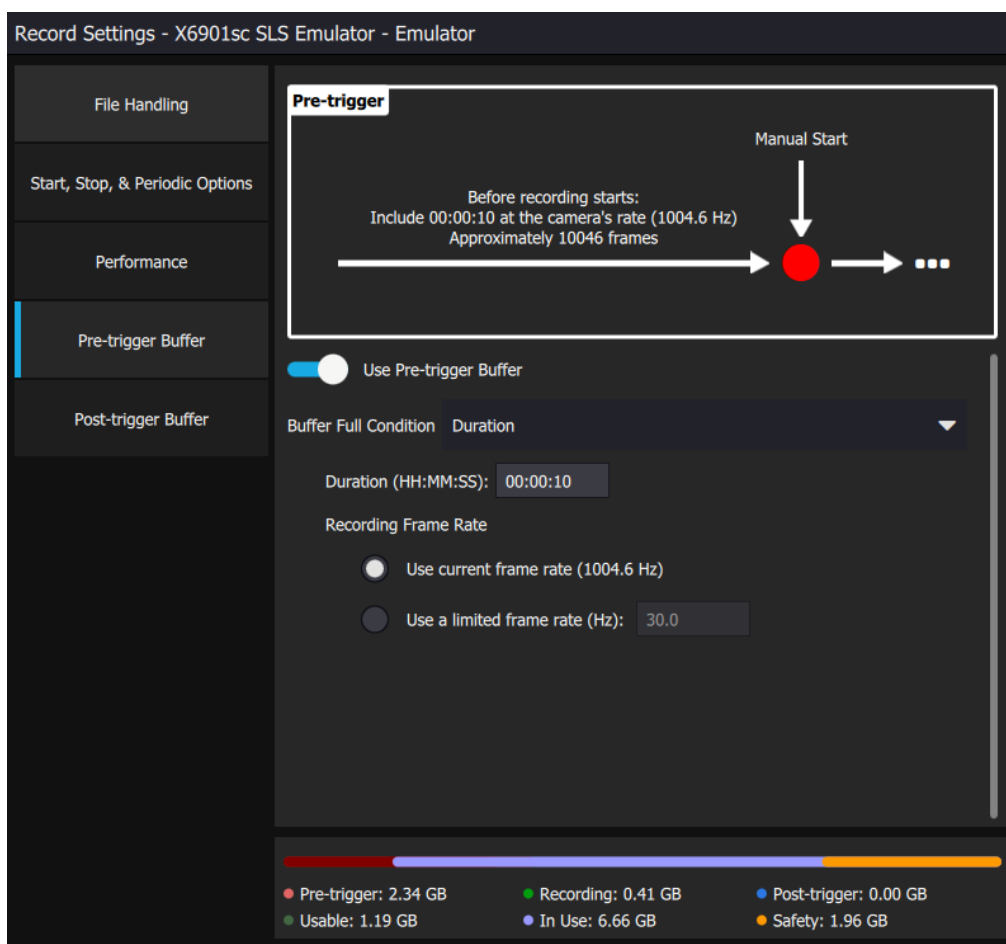 Record Settings - X6901sc SLS Emulator - Emulator
File Handling
Start, Stop, & Periodic Options
Performance
Pre-trigger Buffer
Post-trigger Buffer
Pre-trigger
Manual Start
Before recording starts:
Include 00:00:10 at the camera's rate (1004.6 Hz)
Approximately 10046 frames
Use Pre-trigger Buffer
Buffer Full Condition Duration
Duration (HH:MM:SS): 00:00:10
Recording Frame Rate
Use current frame rate (1004.6 Hz)
Use a limited frame rate (Hz): 30.0
Pre-trigger: 2.34 GB Recording: 0.41 GB Post-trigger: 0.00 GB
Usable: 1.19 GB In Use: 6.66 GB Safety: 1.96 GB